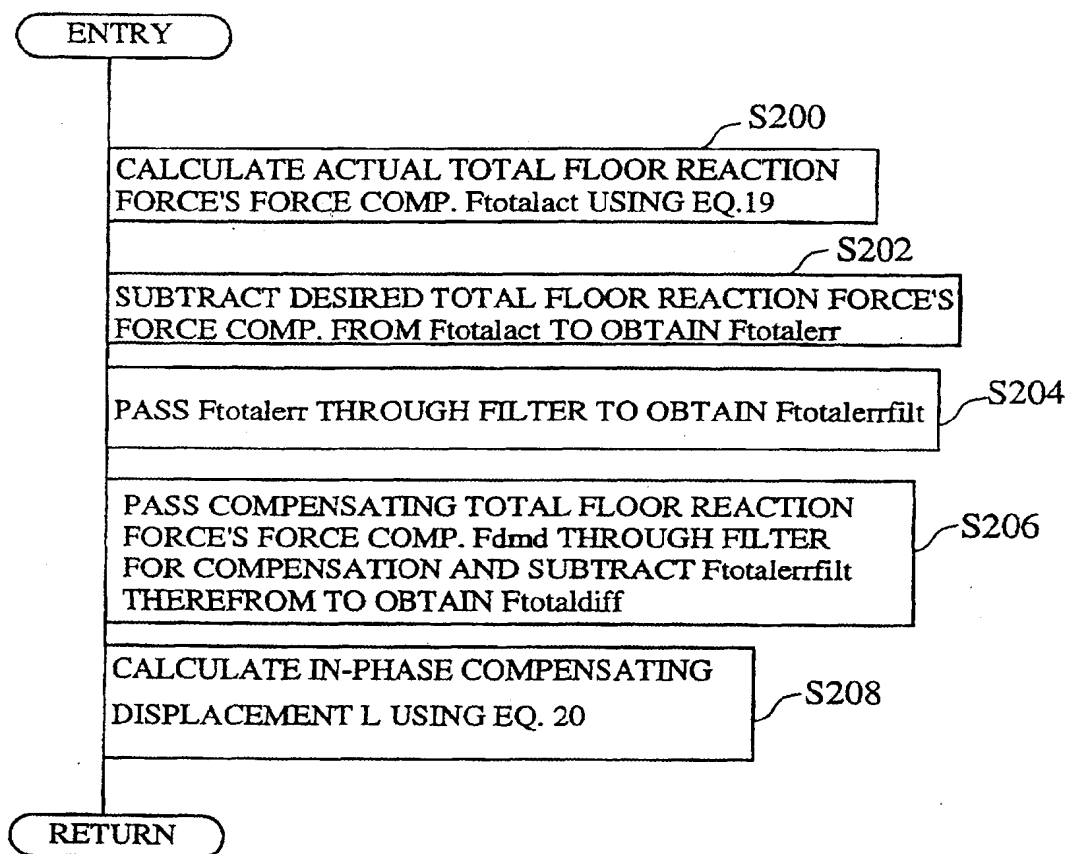 ENTRY
S200
CALCULATE ACTUAL TOTAL FLOOR REACTION
FORCE'S FORCE COMP. Ftotalact USING EQ.19
S202
SUBTRACT DESIRED TOTAL FLOOR REACTION FORCE'S
FORCE COMP. FROM Ftotalact TO OBTAIN Ftotalerr
S204
PASS Ftotalerr THROUGH FILTER TO OBTAIN Ftotalerrfilt
S206
PASS COMPENSATING TOTAL FLOOR REACTION
FORCE'S FORCE COMP. Fdmd THROUGH FILTER
FOR COMPENSATION AND SUBTRACT Ftotalerrfilt
THEREFROM TO OBTAIN Ftotaldiff
CALCULATE IN-PHASE COMPENSATING
DISPLACEMENT L USING EQ. 20
S208
RETURN